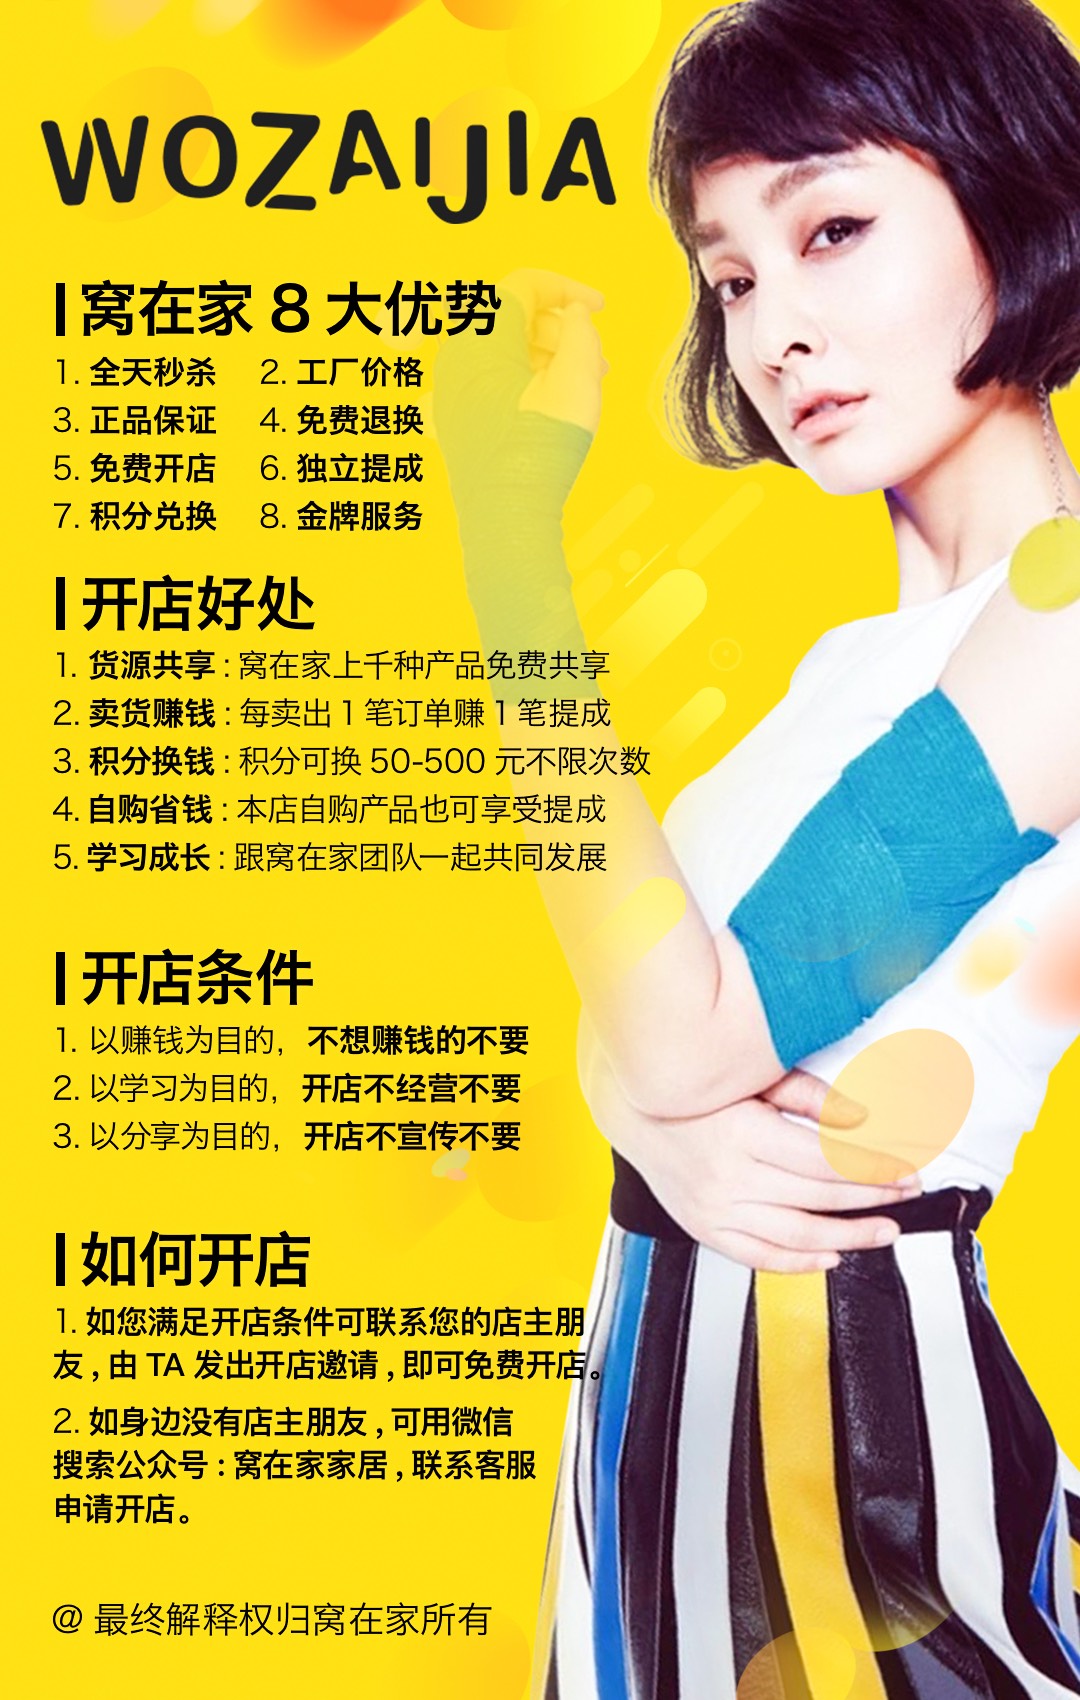 WOZAIJIA
窝在家 8 大优势
1. 全天秒杀 2. 工厂价格
3. 正品保证 4. 免费退换
5. 免费开店 6. 独立提成
7. 积分兑换 8. 金牌服务
开店好处
1. 货源共享 : 窝在家上千种产品免费共享
2. 卖货赚钱 : 每卖出 1 笔订单赚 1 笔提成
3. 积分换钱 : 积分可换 50-500 元不限次数
4. 自购省钱 : 本店自购产品也可享受提成
5. 学习成长 : 跟窝在家团队一起共同发展
开店条件
1. 以赚钱为目的，不想赚钱的不要
2. 以学习为目的，开店不经营不要
3. 以分享为目的，开店不宣传不要
如何开店
1. 如您满足开店条件可联系您的店主朋
友 , 由 TA 发出开店邀请 , 即可免费开店。
2. 如身边没有店主朋友 , 可用微信
搜索公众号 : 窝在家家居 , 联系客服
申请开店。
@ 最终解释权归窝在家所有